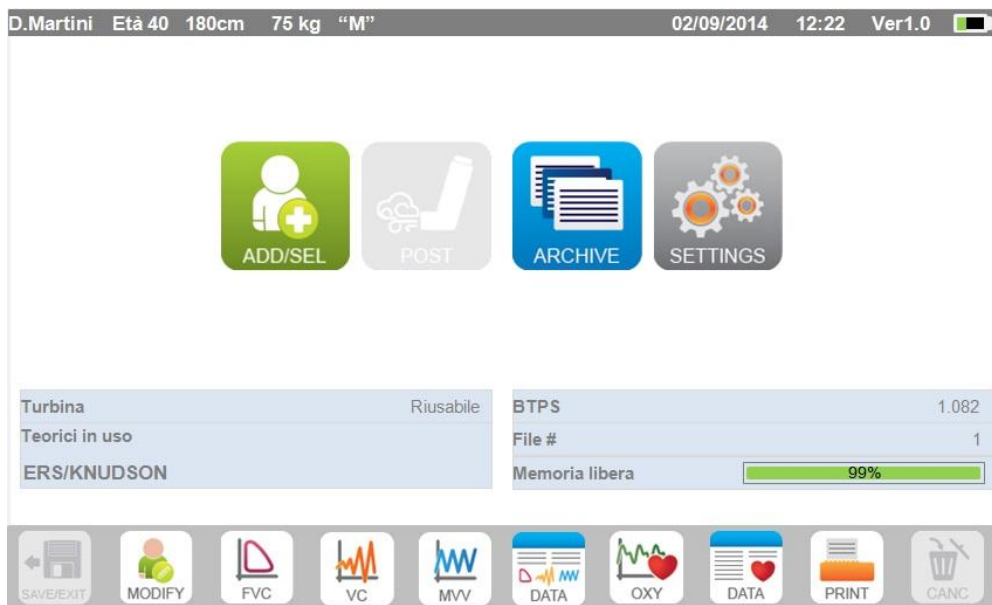 D.Martini Età 40 180cm 75 kg “M” 02/09/2014 12:22 Ver1.0
ADD/SEL POST ARCHIVE SETTINGS
Turbina Riusabile
Teorici in uso
ERS/KNUDSON
BTPS 1.082
File # 1
Memoria libera 99%
SAVE/EXIT MODIFY FVC VC MVV DATA OXY DATA PRINT CANC